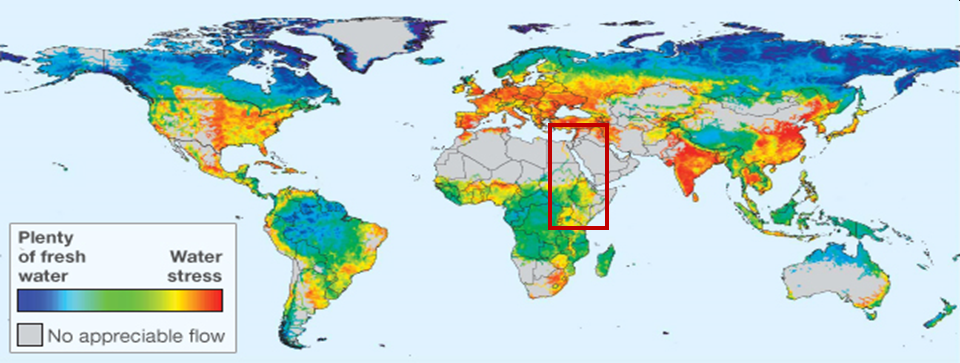 Plenty
of fresh
water
Water
stress
No appreciable flow